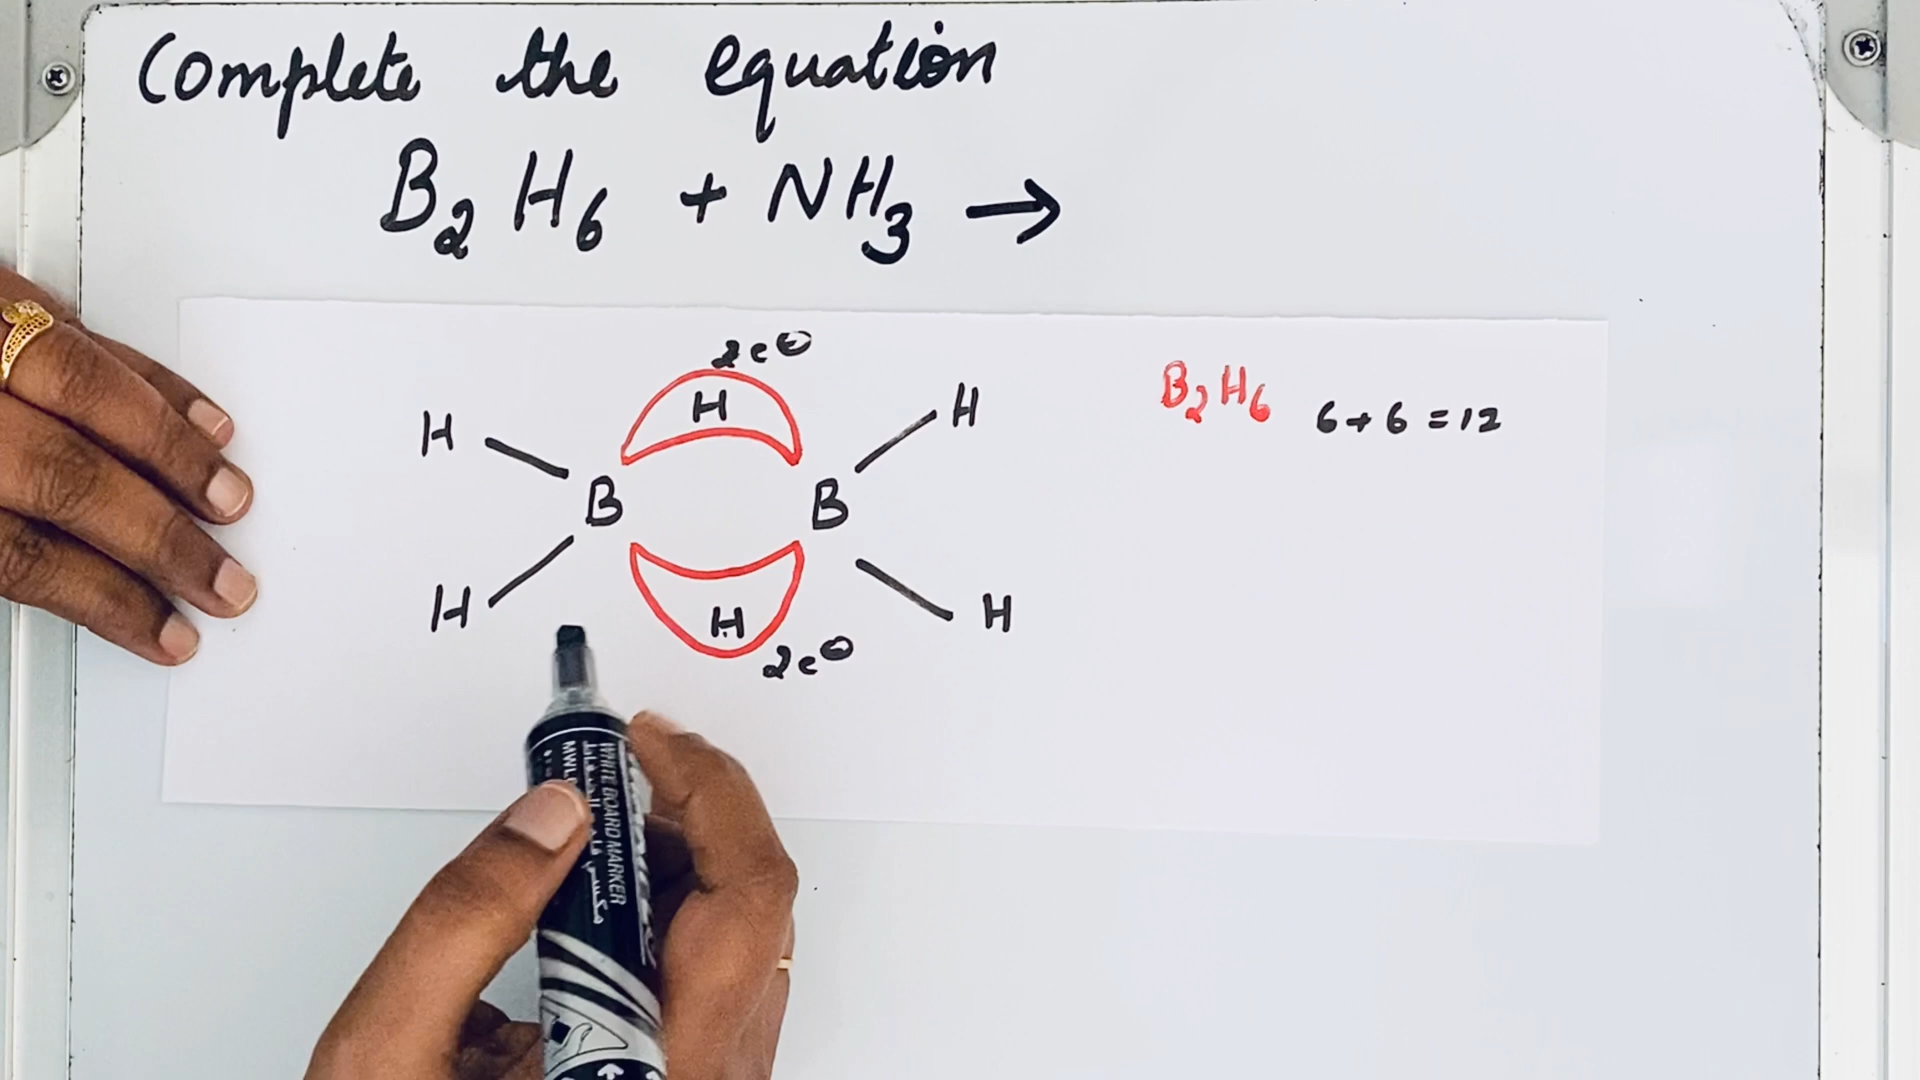 Complete the equation
B₂H₆ + NH₃ →
2e⊖
H H H
B₂H₆ 6+6=12
B B
H H H
2e⊖
WHITE BOARD MARKER